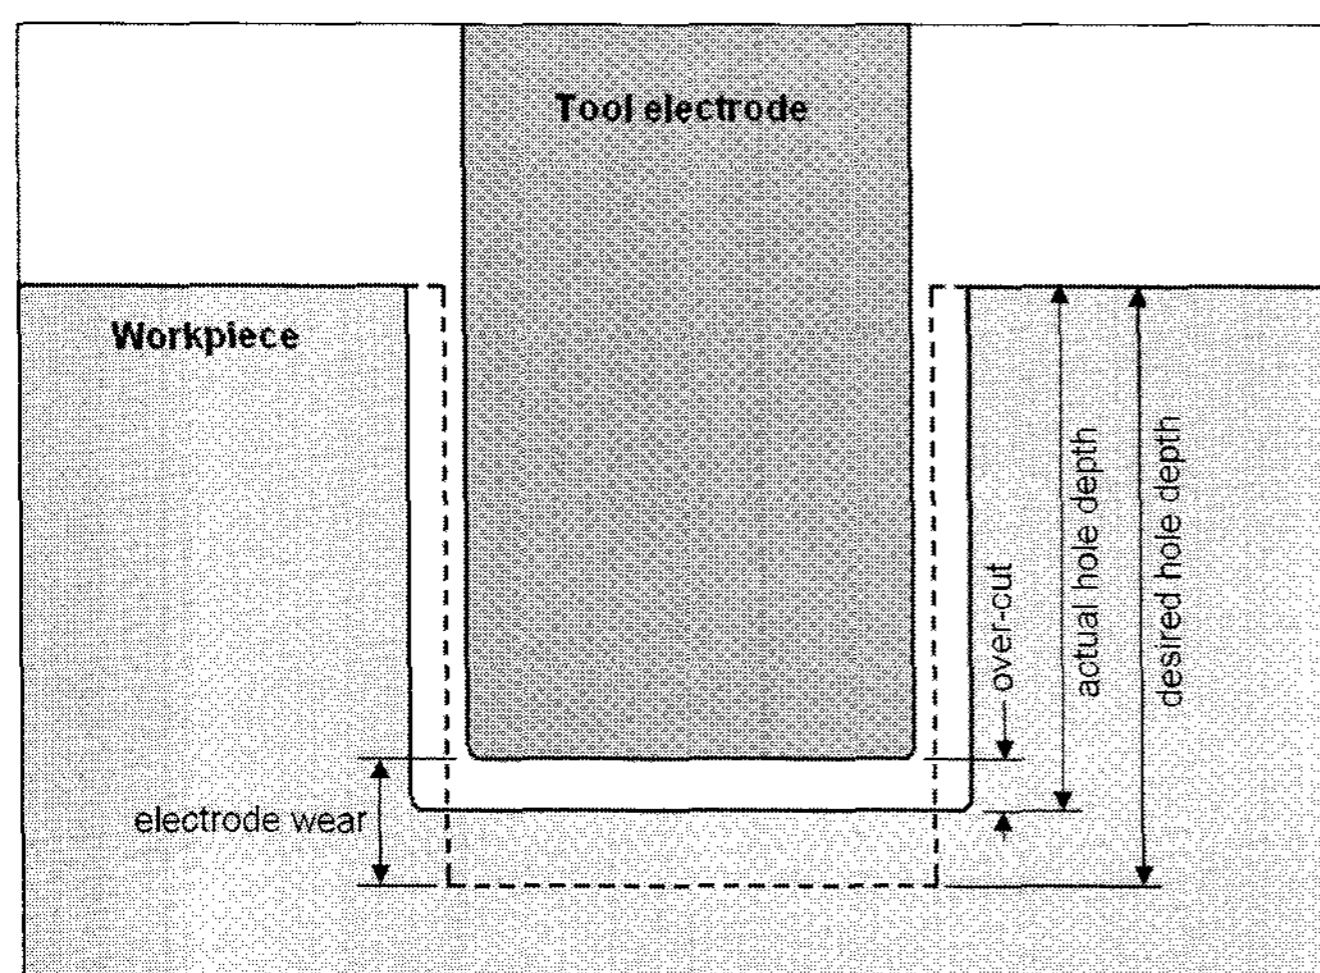 Tool electrode
Workpiece
over-cut
actual hole depth
desired hole depth
electrode wear